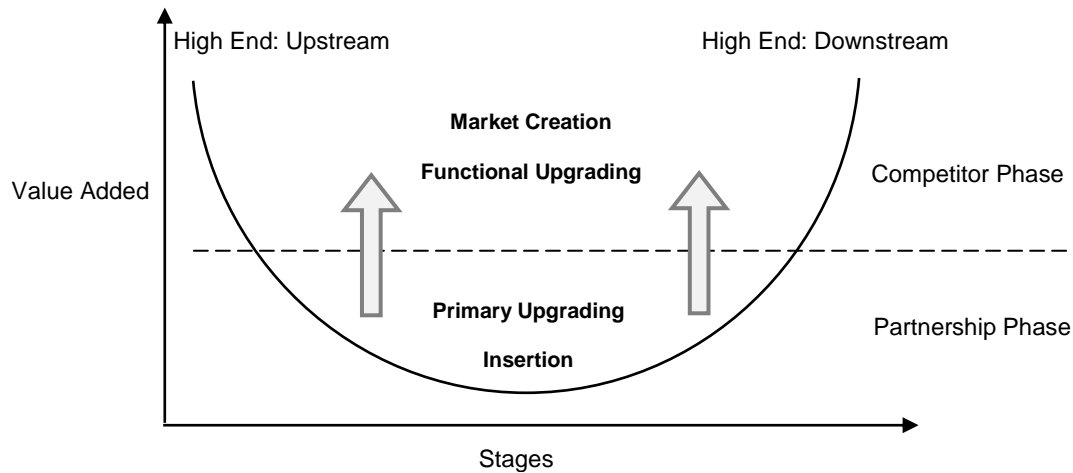 High End: Upstream
High End: Downstream
Market Creation
Functional Upgrading
Value Added
Competitor Phase
Primary Upgrading
Partnership Phase
Insertion
Stages